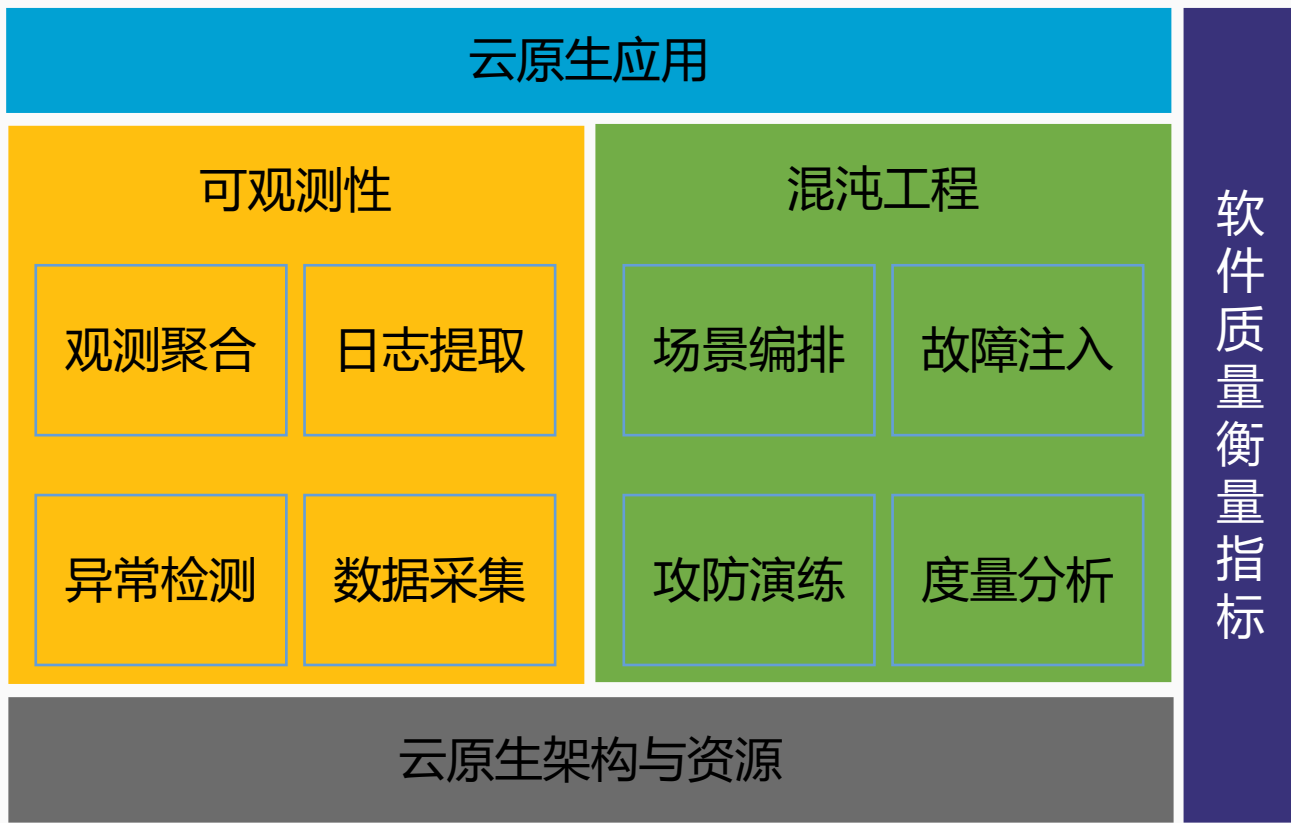 云原生应用
可观测性
观测聚合
日志提取
异常检测
数据采集
混沌工程
场景编排
故障注入
攻防演练
度量分析
云原生架构与资源
软件质量衡量指标